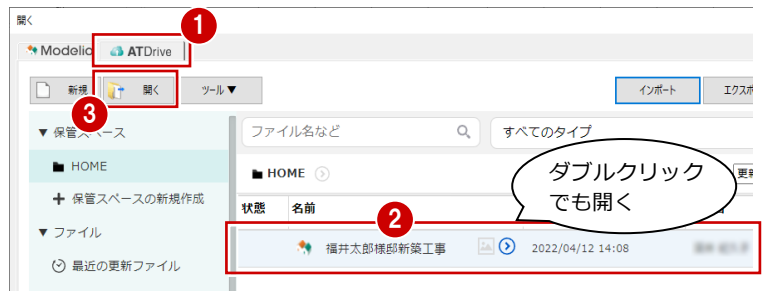 開く
1
Modelio
ATDrive
新規
開く
ツール▼
インポート
3
▼ 保管スペース
ファイル名など
すべてのタイプ
HOME
HOME
ダブルクリック
でも開く
保管スペースの新規作成
状態
名前
2
▼ ファイル
福井太郎様邸新築工事
2022/04/12 14:08
最近の更新ファイル